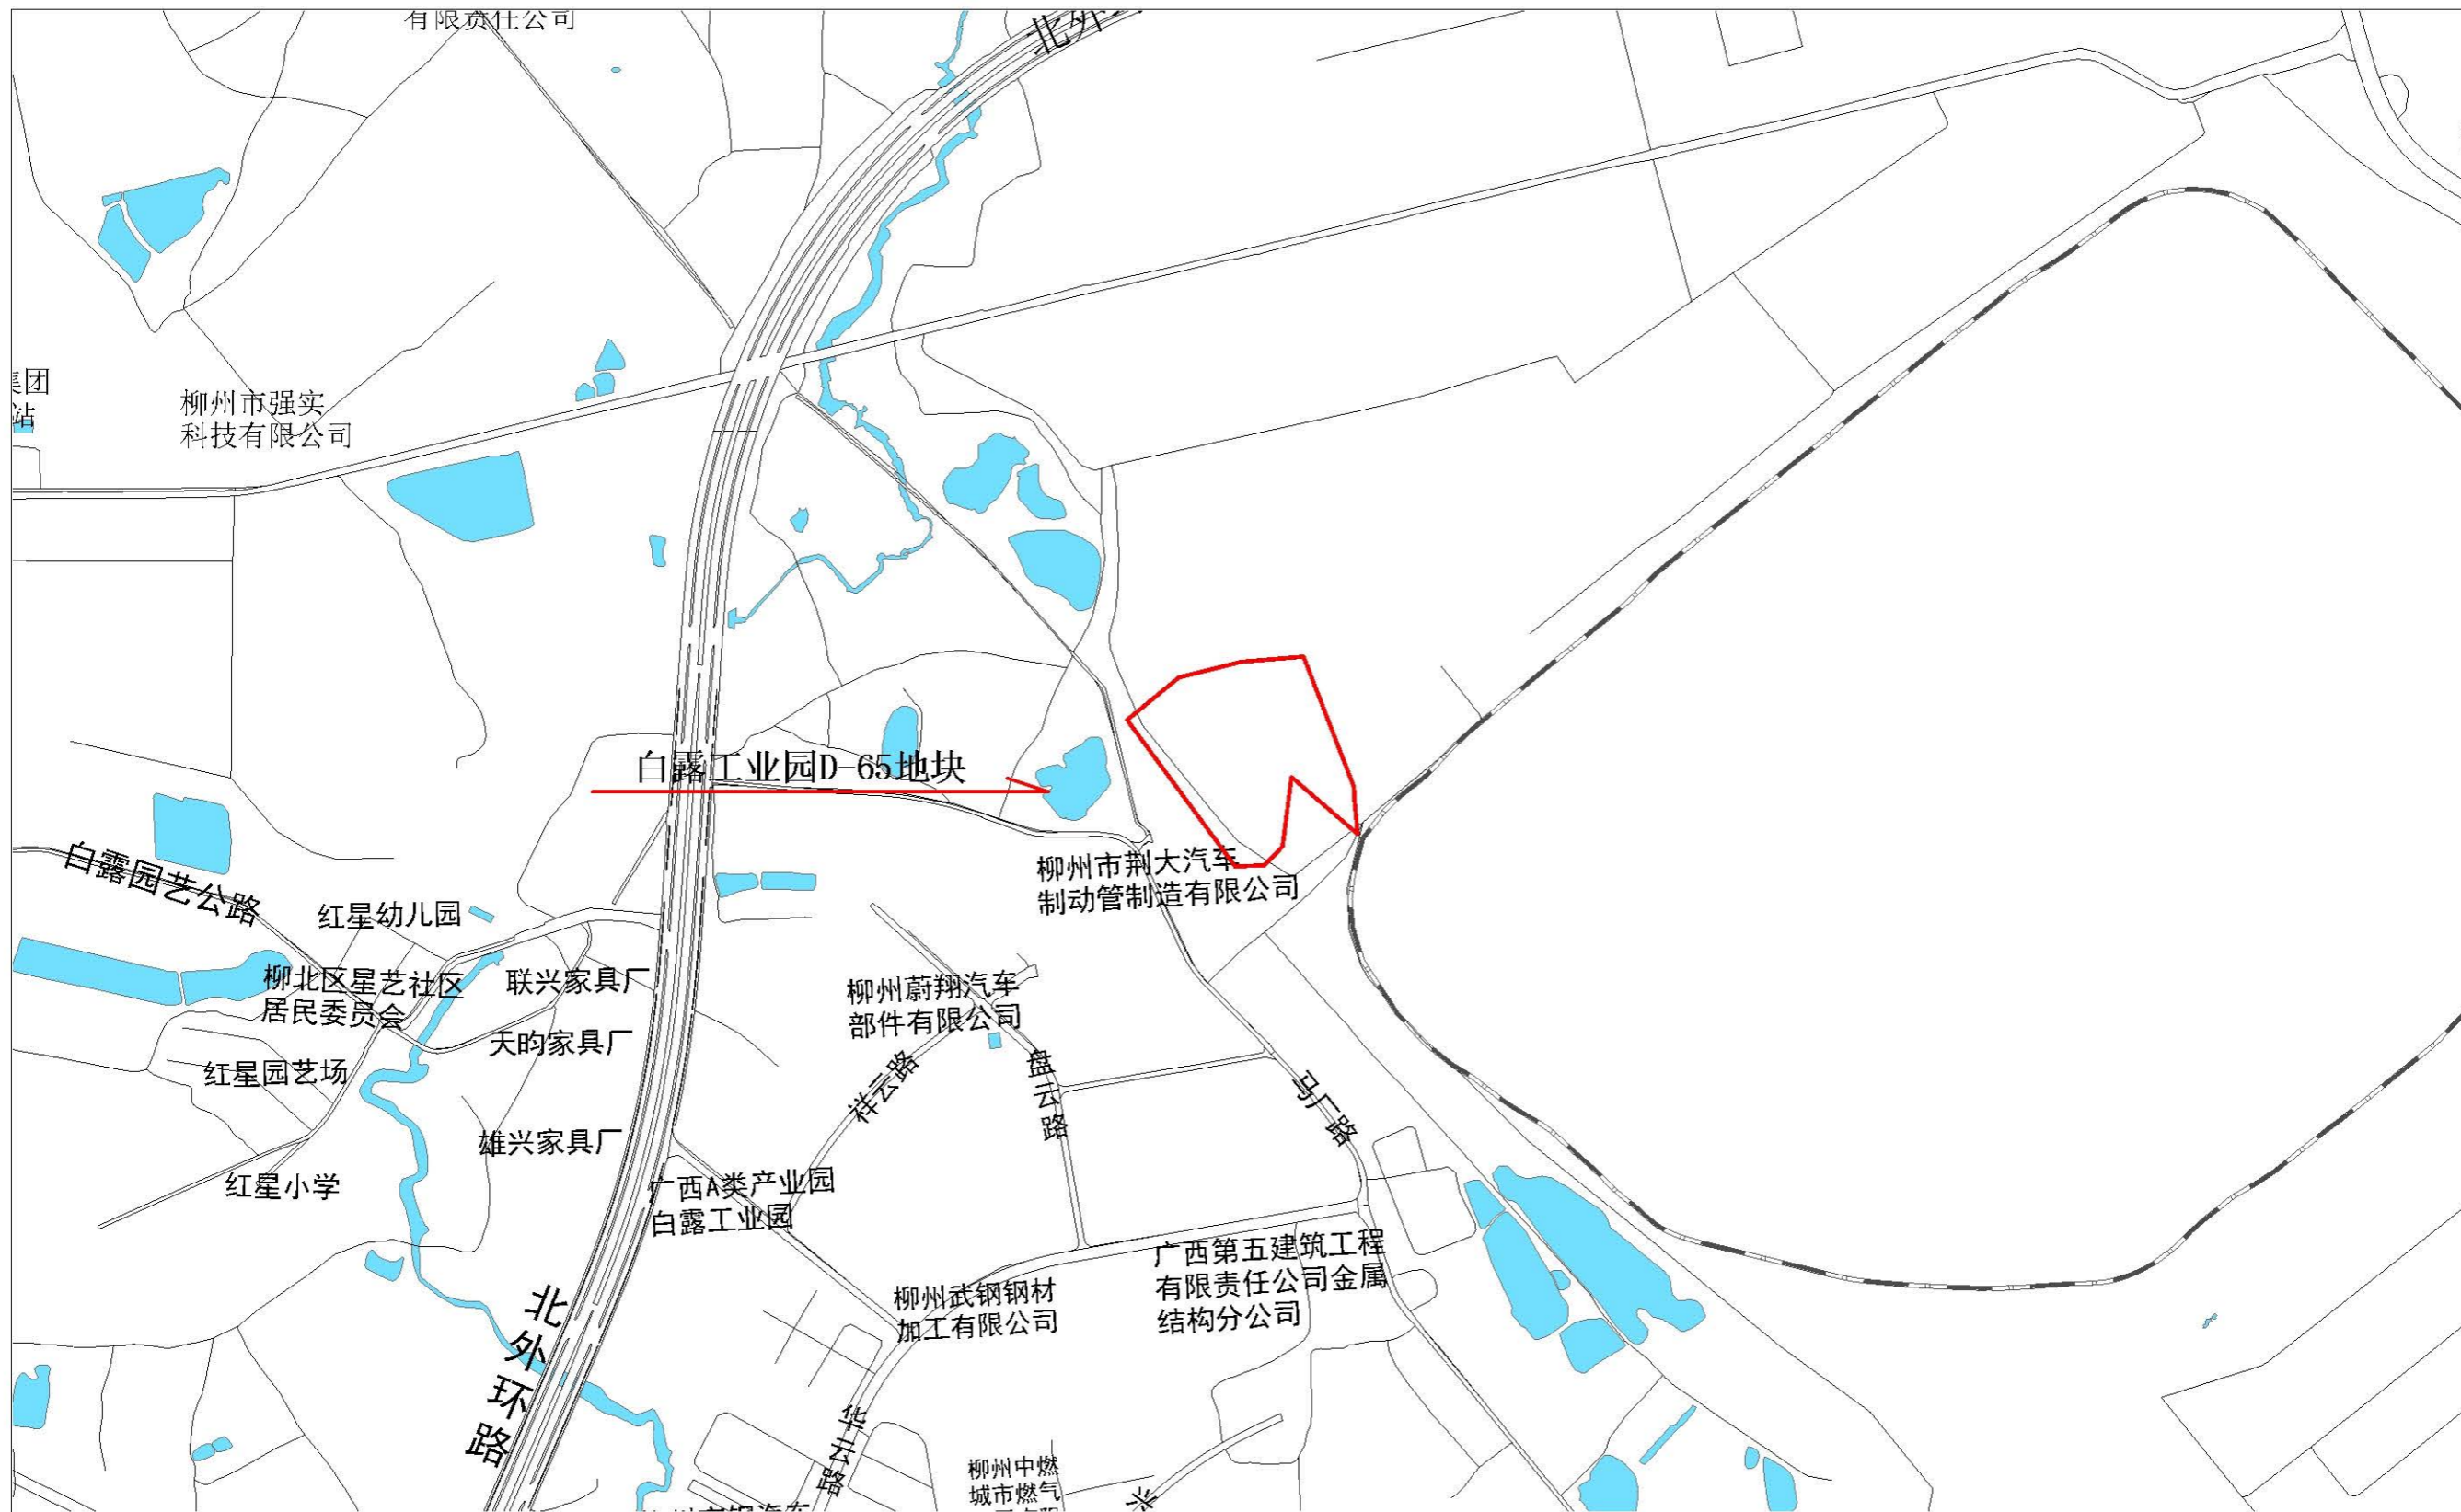 有限责任公司
北外
集团
站
柳州市强实
科技有限公司
白露工业园D-65地块
白露园艺公路
柳州市荆大汽车
制动管制造有限公司
红星幼儿园
柳北区星艺社区
居民委员会
联兴家具厂
柳州蔚翔汽车
部件有限公司
天昀家具厂
红星园艺场
祥云路
盘云路
马厂路
雄兴家具厂
红星小学
广西A类产业园
白露工业园
广西第五建筑工程
有限责任公司金属
结构分公司
柳州武钢钢材
加工有限公司
北外环路
华云路
柳州中燃
城市燃气